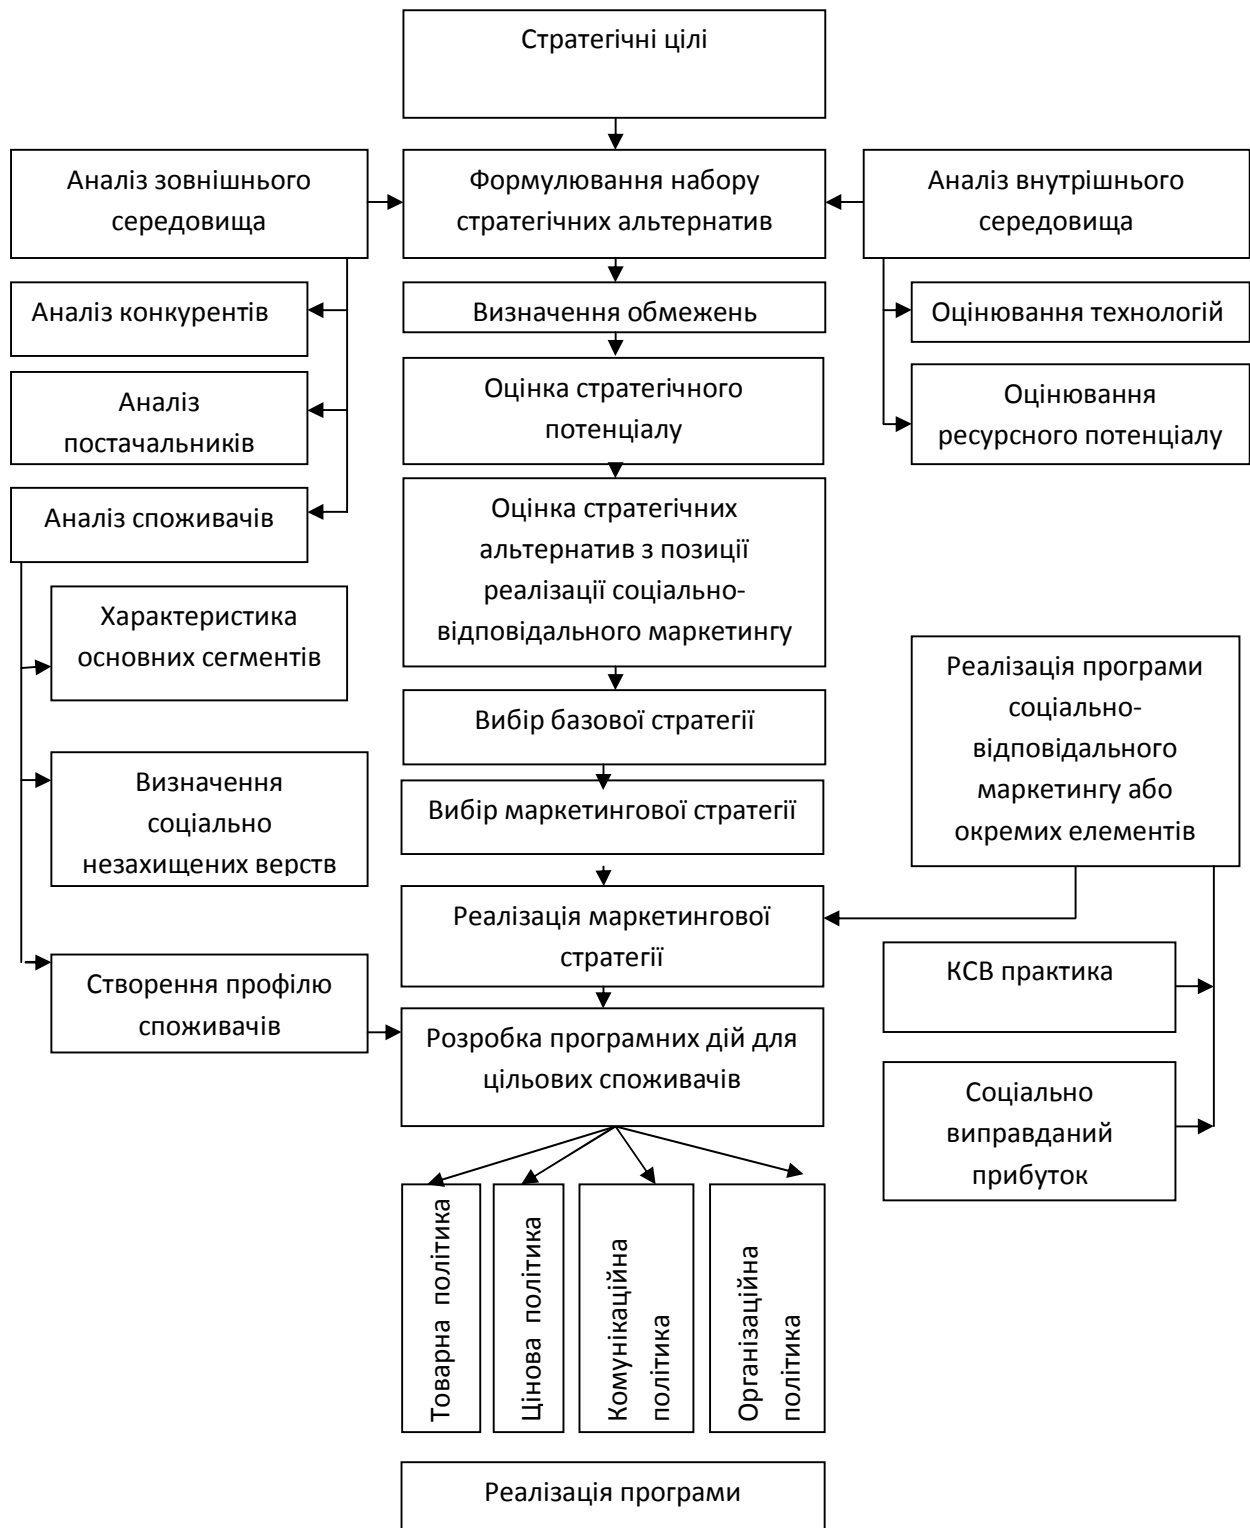 Стратегічні цілі
Аналіз зовнішнього
середовища
Формулювання набору
стратегічних альтернатив
Аналіз внутрішнього
середовища
Аналіз конкурентів
Визначення обмежень
Оцінювання технологій
Аналіз
постачальників
Оцінка стратегічного
потенціалу
Оцінювання
ресурсного потенціалу
Аналіз споживачів
Оцінка стратегічних
альтернатив з позиції
реалізації соціально-
відповідального маркетингу
Характеристика
основних сегментів
Реалізація програми
соціально-
відповідального
маркетингу або
окремих елементів
Вибір базової стратегії
Визначення
соціально
незахищених верств
Вибір маркетингової стратегії
Реалізація маркетингової
стратегії
КСВ практика
Створення профілю
споживачів
Розробка програмних дій для
цільових споживачів
Соціально
виправданий
прибуток
Товарна політика
Цінова політика
Комунікаційна
політика
Організаційна
політика
Реалізація програми